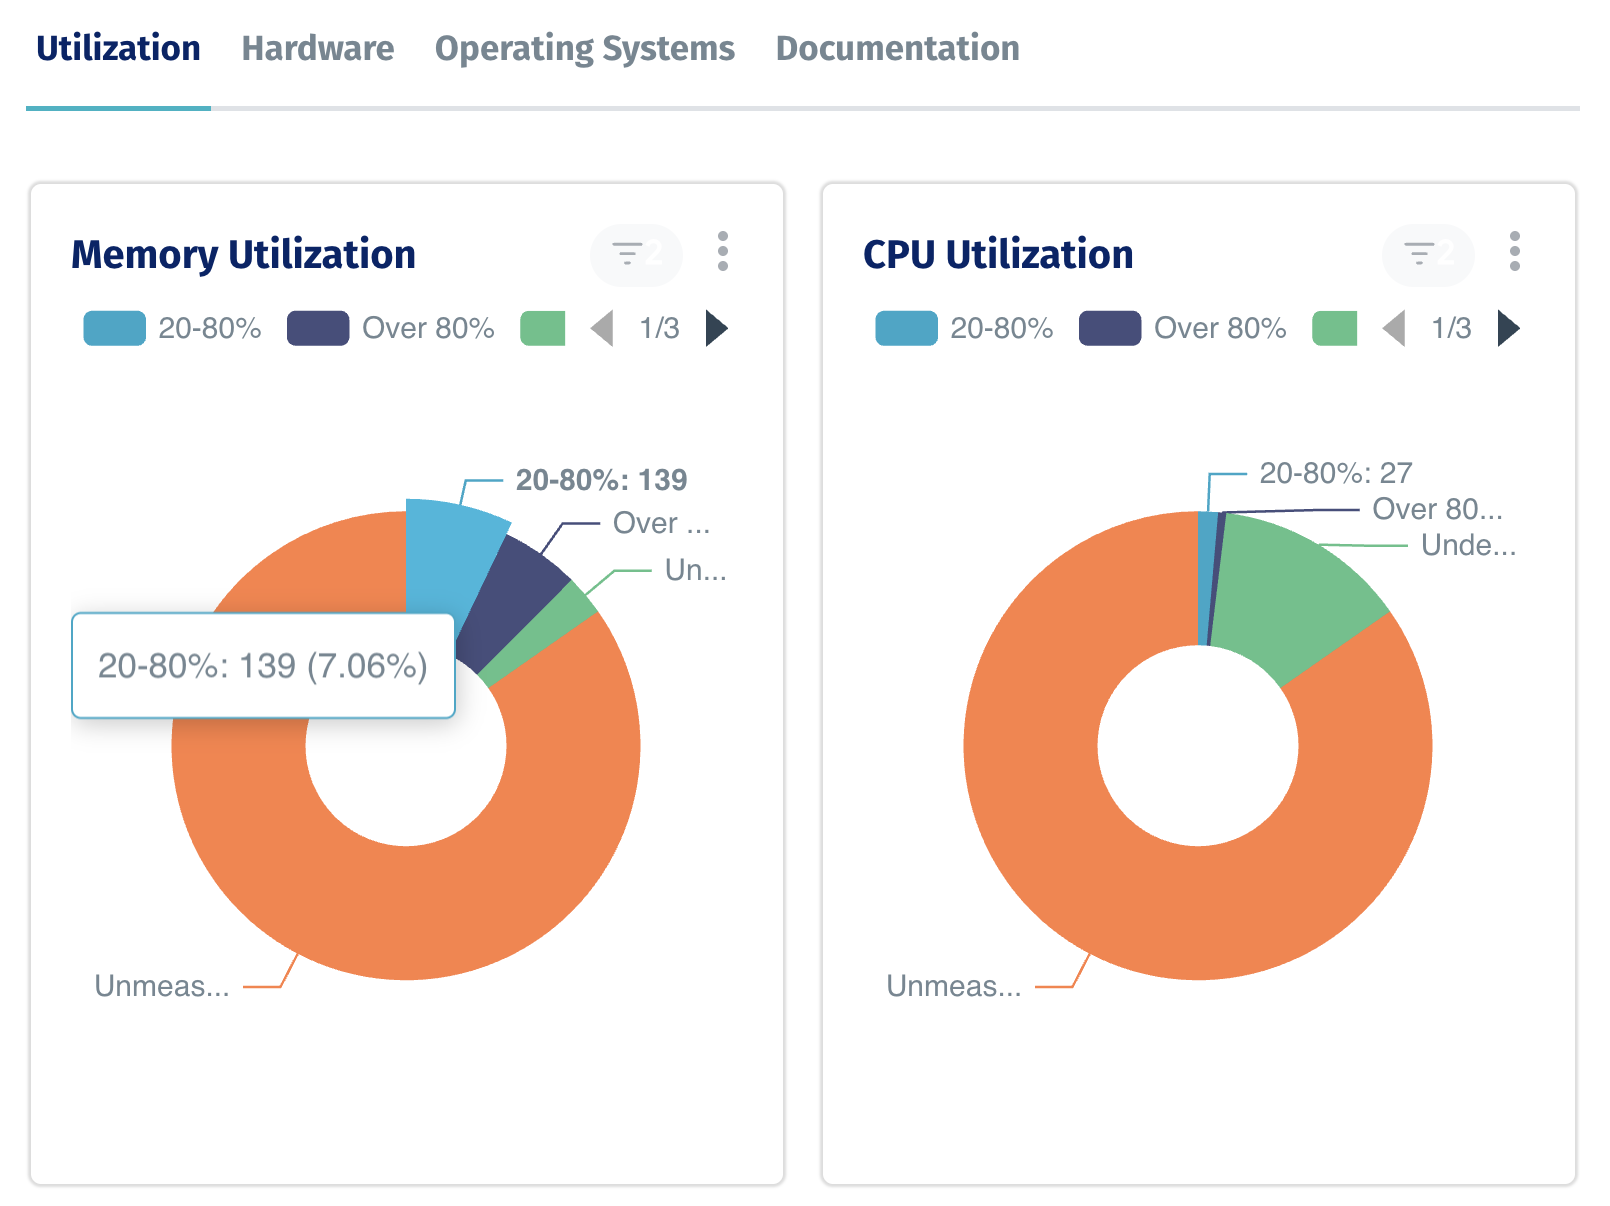 Utilization Hardware Operating Systems Documentation
Memory Utilization 2
20-80% Over 80% 1/3
20-80%: 139
Over ...
Un...
20-80%: 139 (7.06%)
Unmeas...
CPU Utilization 2
20-80% Over 80% 1/3
20-80%: 27
Over 80...
Unde...
Unmeas...